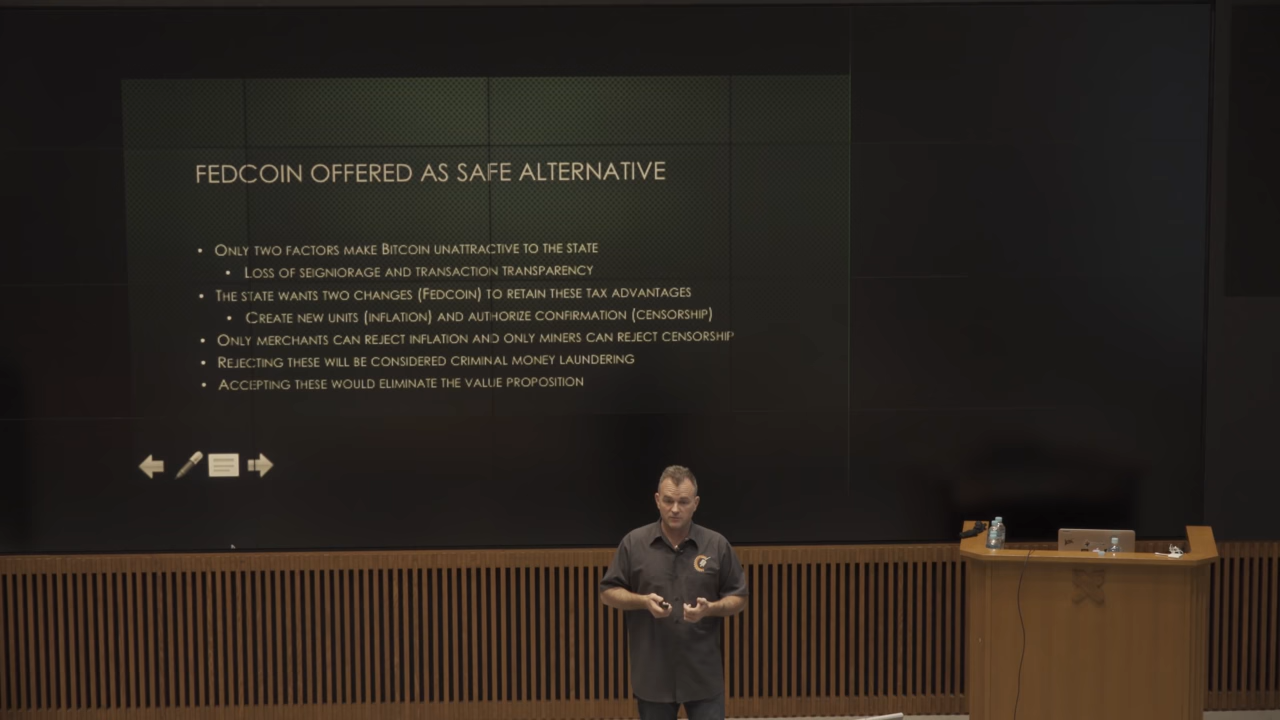 FEDCOIN OFFERED AS SAFE ALTERNATIVE
• ONLY TWO FACTORS MAKE BITCOIN UNATTRACTIVE TO THE STATE
• LOSS OF SEIGNIORAGE AND TRANSACTION TRANSPARENCY
• THE STATE WANTS TWO CHANGES (FEDCOIN) TO RETAIN THESE TAX ADVANTAGES
• CREATE NEW UNITS (INFLATION) AND AUTHORIZE CONFIRMATION (CENSORSHIP)
• ONLY MERCHANTS CAN REJECT INFLATION AND ONLY MINERS CAN REJECT CENSORSHIP
• REJECTING THESE WILL BE CONSIDERED CRIMINAL MONEY LAUNDERING
• ACCEPTING THESE WOULD ELIMINATE THE VALUE PROPOSITION